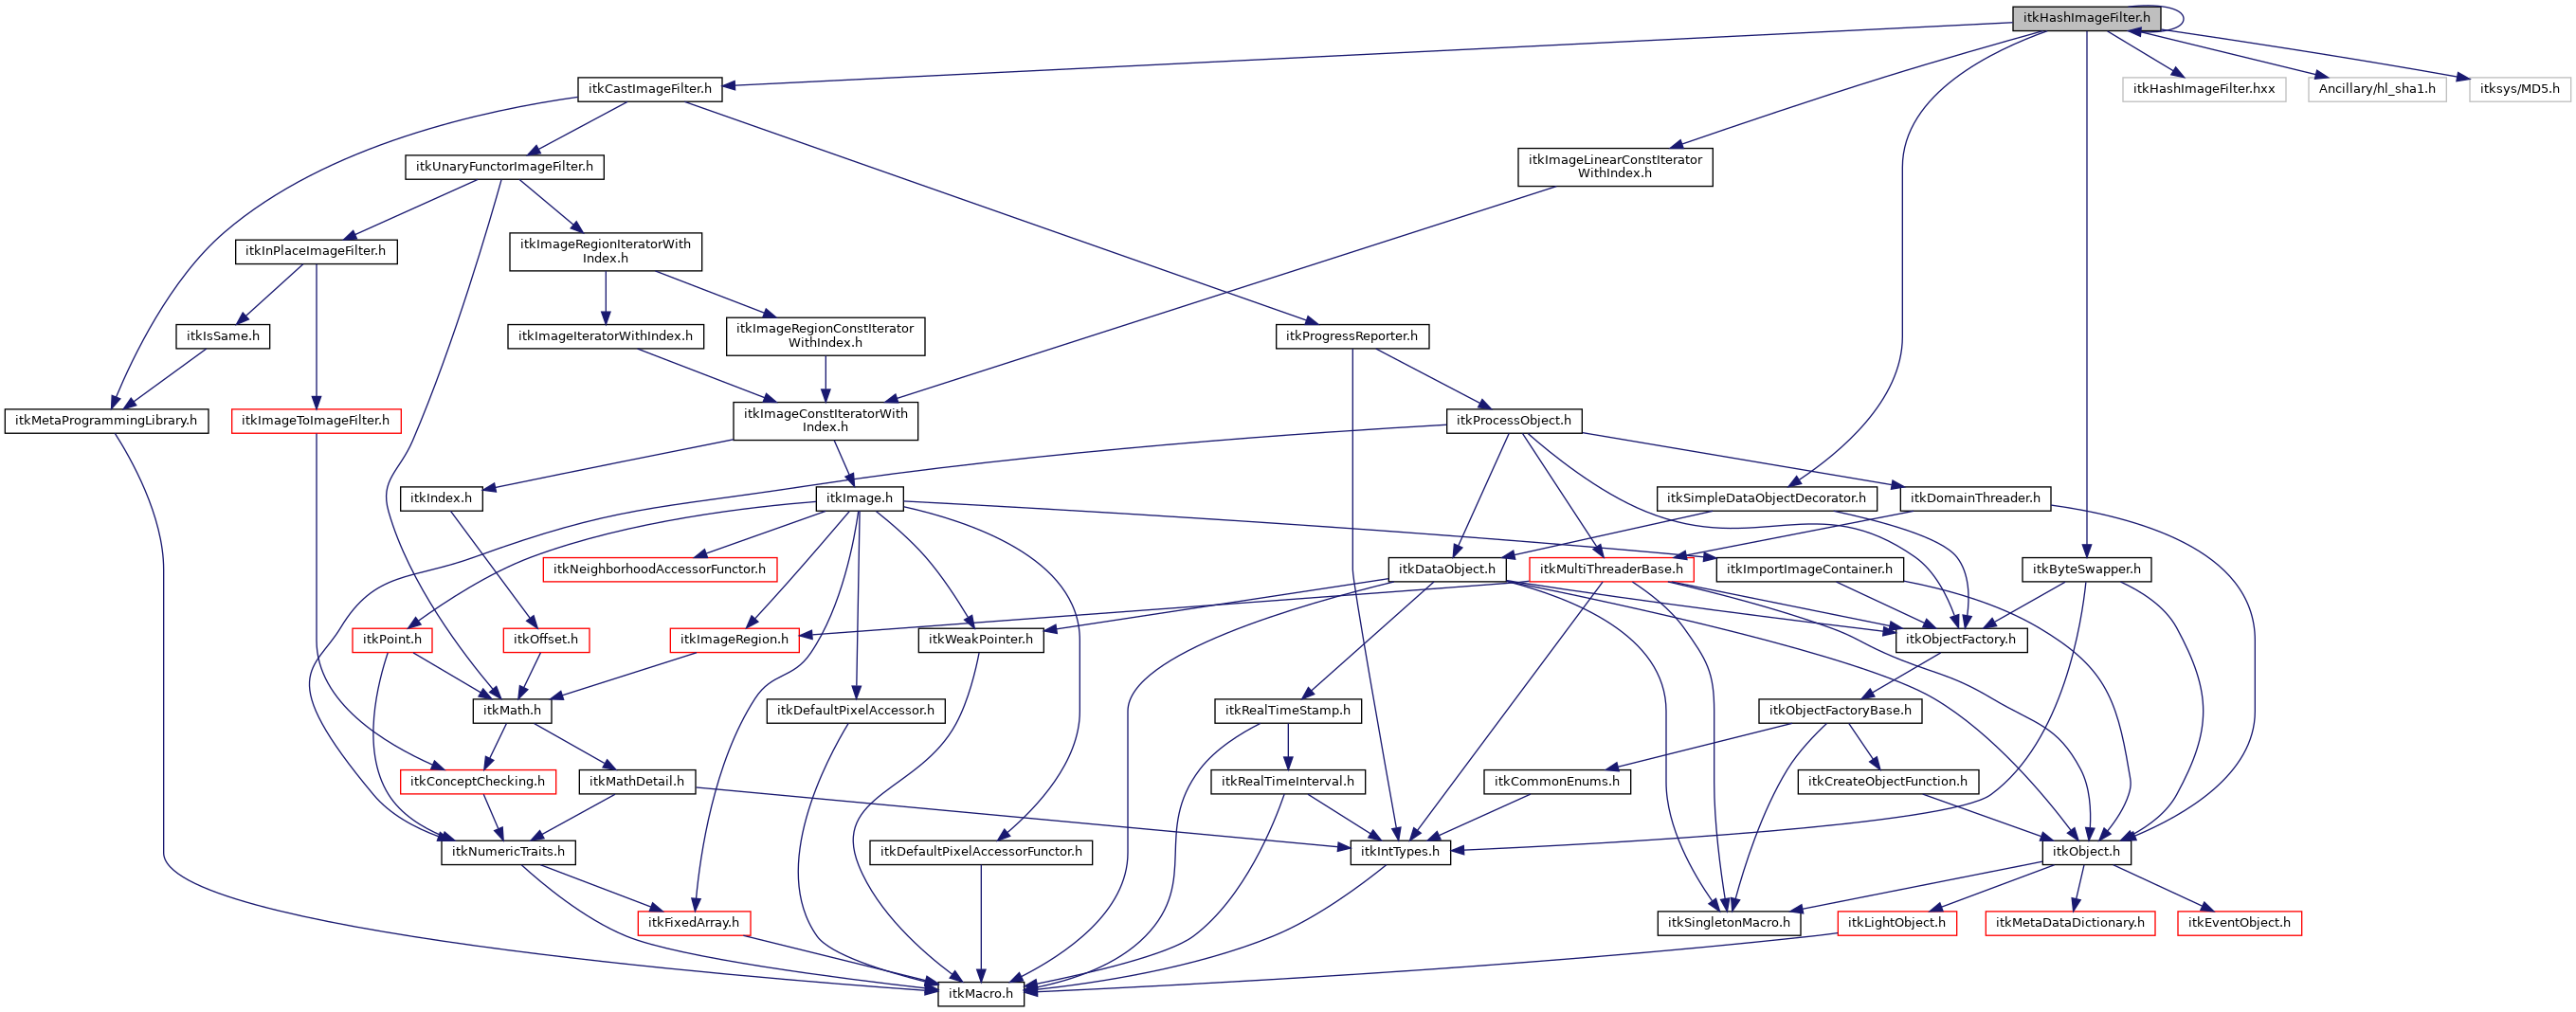 itkHashImageFilter.h
itkCastImageFilter.h
itkHashImageFilter.hxx
Ancillary/hl_sha1.h
itksys/MD5.h
itkUnaryFunctorImageFilter.h
itkImageLinearConstIterator
WithIndex.h
itkInPlaceImageFilter.h
itkImageRegionIteratorWith
Index.h
itkIsSame.h
itkImageIteratorWithIndex.h
itkImageRegionConstIterator
WithIndex.h
itkProgressReporter.h
itkMetaProgrammingLibrary.h
itkImageToImageFilter.h
itkImageConstIteratorWith
Index.h
itkProcessObject.h
itkIndex.h
itkImage.h
itkSimpleDataObjectDecorator.h
itkDomainThreader.h
itkNeighborhoodAccessorFunctor.h
itkDataObject.h
itkMultiThreaderBase.h
itkImportImageContainer.h
itkByteSwapper.h
itkPoint.h
itkOffset.h
itkImageRegion.h
itkWeakPointer.h
itkObjectFactory.h
itkMath.h
itkDefaultPixelAccessor.h
itkRealTimeStamp.h
itkObjectFactoryBase.h
itkConceptChecking.h
itkMathDetail.h
itkRealTimeInterval.h
itkCommonEnums.h
itkCreateObjectFunction.h
itkNumericTraits.h
itkDefaultPixelAccessorFunctor.h
itkIntTypes.h
itkObject.h
itkFixedArray.h
itkSingletonMacro.h
itkLightObject.h
itkMetaDataDictionary.h
itkEventObject.h
itkMacro.h